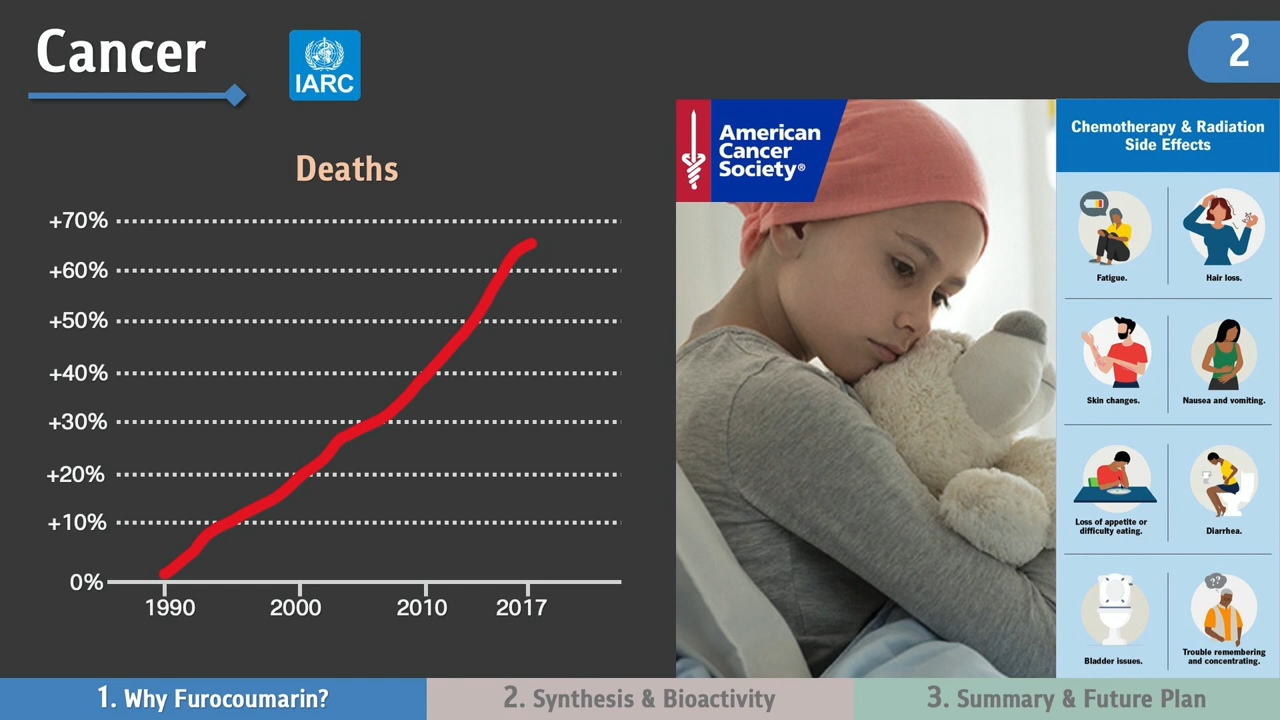 Cancer
IARC
2
Deaths
+70%
+60%
+50%
+40%
+30%
+20%
+10%
0%
1990 2000 2010 2017
American
Cancer
Society®
Chemotherapy & Radiation
Side Effects
Fatigue. Hair loss.
Skin changes. Nausea and vomiting.
Loss of appetite or
difficulty eating.
Diarrhea.
??
Bladder issues.
Trouble remembering
and concentrating.
1. Why Furocoumarin? 2. Synthesis & Bioactivity 3. Summary & Future Plan